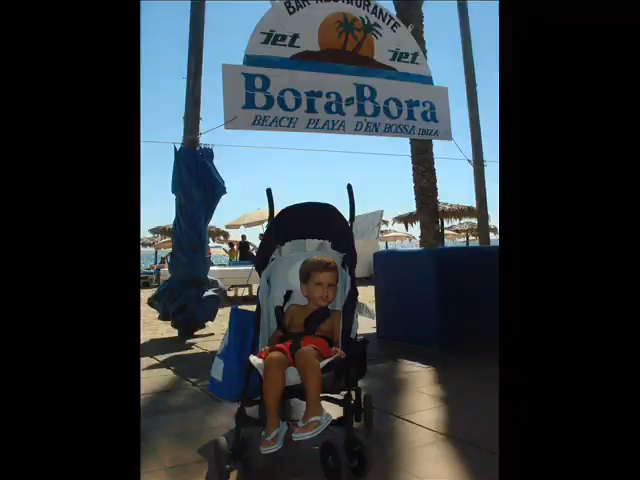 BAR-RESTAURANTE
jet jet
Bora-Bora
BEACH PLAYA D'EN BOSSA IBIZA